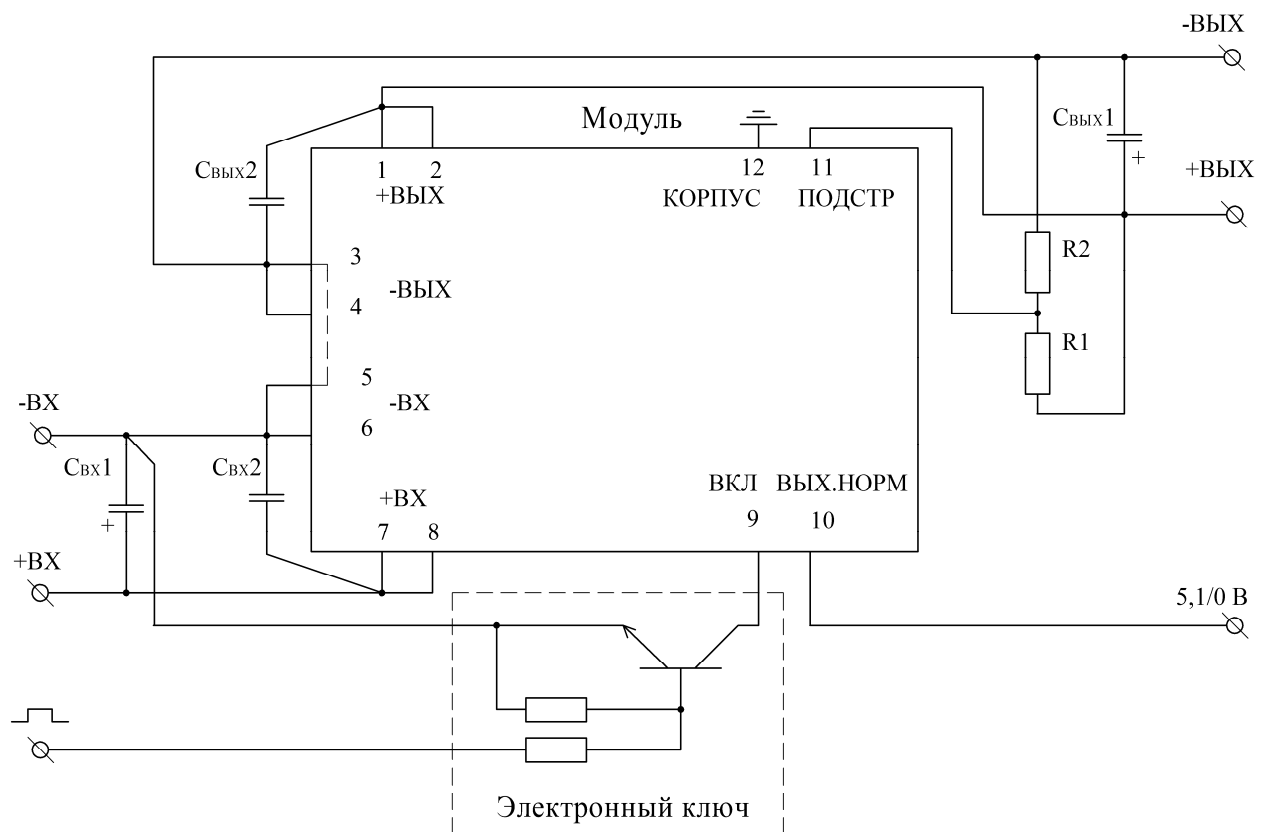 -ВЫХ
Модуль
Свых1
+
+ВЫХ
Свых2
1
2
+ВЫХ
12
11
КОРПУС
ПОДСТР
3
-ВЫХ
4
R2
R1
5
-ВХ
6
-ВХ
Свх1
+
Свх2
+ВХ
7
8
ВКЛ
ВЫХ.НОРМ
9
10
+ВХ
5,1/0 В
Электронный ключ